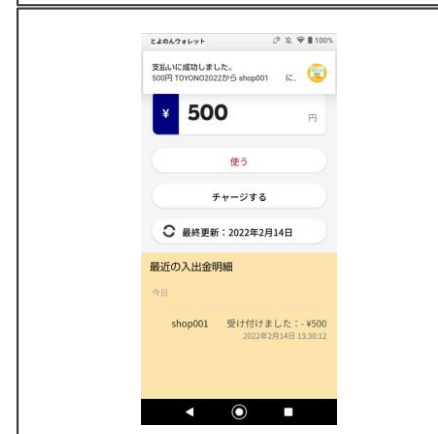 とよのんウォレット 100%
支払いに成功しました。
500円 TOYONO2022から shop001 に.
¥ 500 円
使う
チャージする
最終更新：2022年2月14日
最近の入出金明細
今日
shop001 受け付けました：- ¥500
2022年2月14日 13:30:12